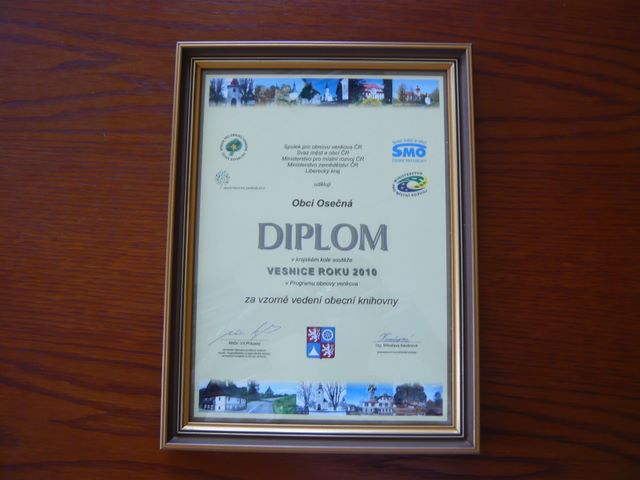 Spolek pro obnovu venkova ČR
Svaz měst a obcí ČR
Ministerstvo pro místní rozvoj ČR
Ministerstvo zemědělství ČR
Liberecký kraj
SMO
udělují
Obci Osečná
DIPLOM
v krajském kole soutěže
VESNICE ROKU 2010
v Programu obnovy venkova
za vzorné vedení obecní knihovny